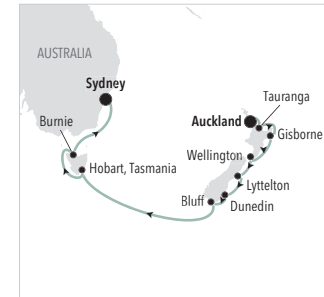 AUSTRALIA
Sydney
Tauranga
Burnie
Auckland
Gisborne
Wellington
Hobart, Tasmania
Lyttelton
Bluff
Dunedin